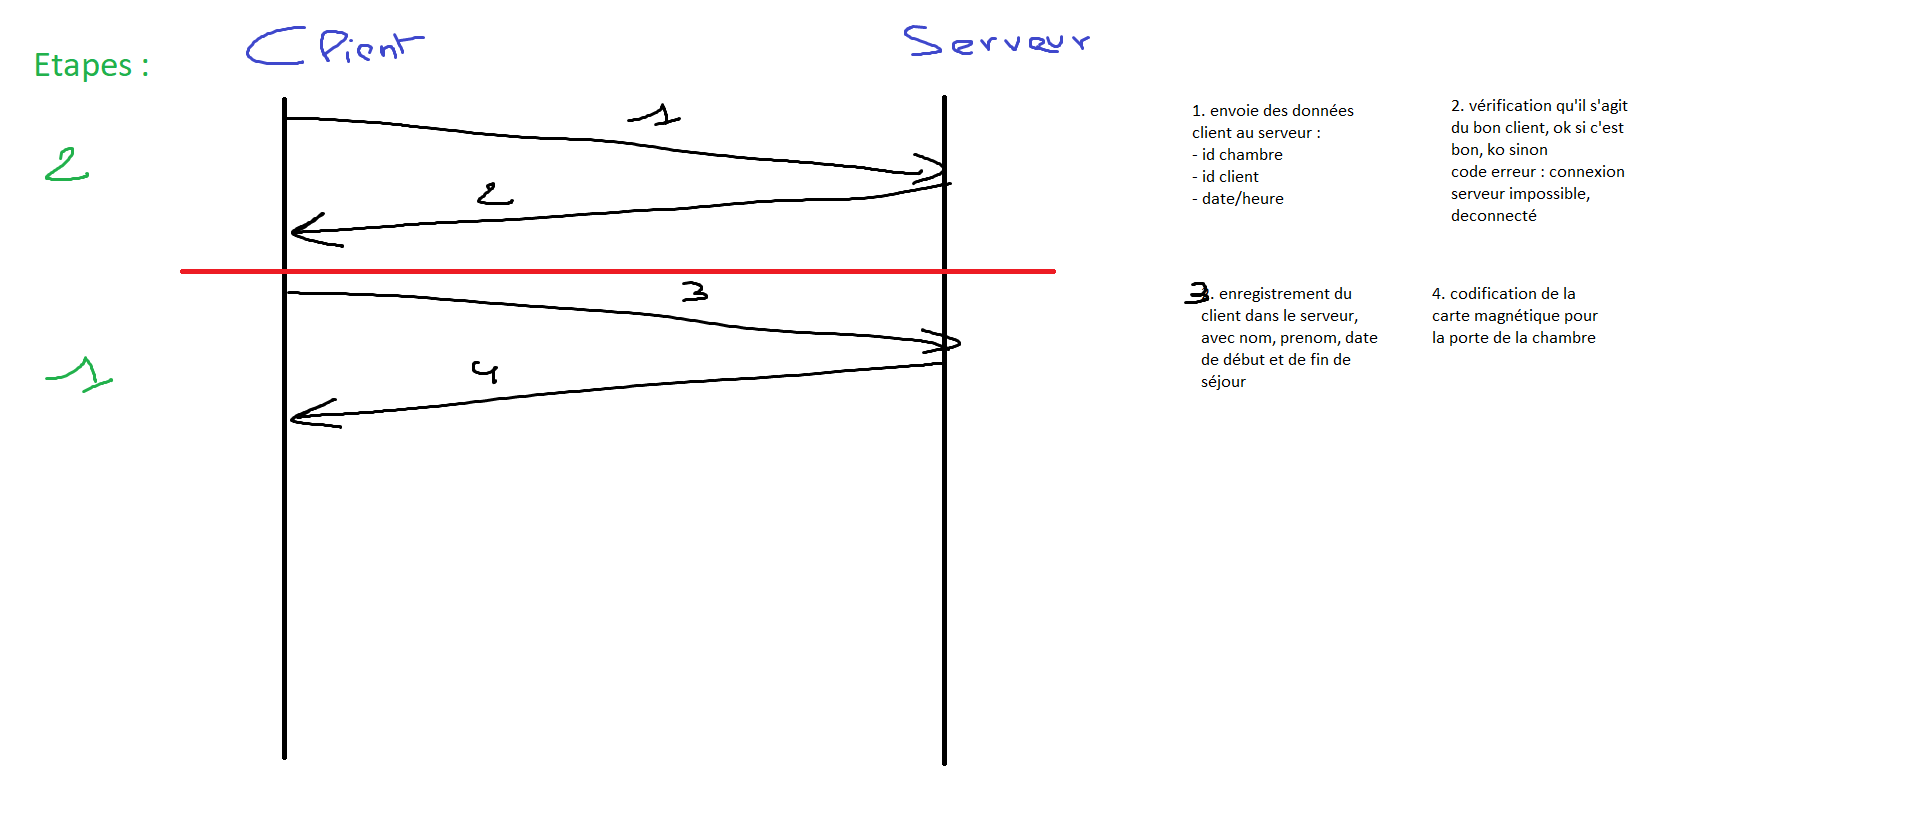 Client
Serveur
Etapes :
1
2
2
3
4
1
1. envoie des données
client au serveur :
- id chambre
- id client
- date/heure
2. vérification qu'il s'agit
du bon client, ok si c'est
bon, ko sinon
code erreur : connexion
serveur impossible,
deconnecté
3. enregistrement du
client dans le serveur,
avec nom, prenom, date
de début et de fin de
séjour
4. codification de la
carte magnétique pour
la porte de la chambre